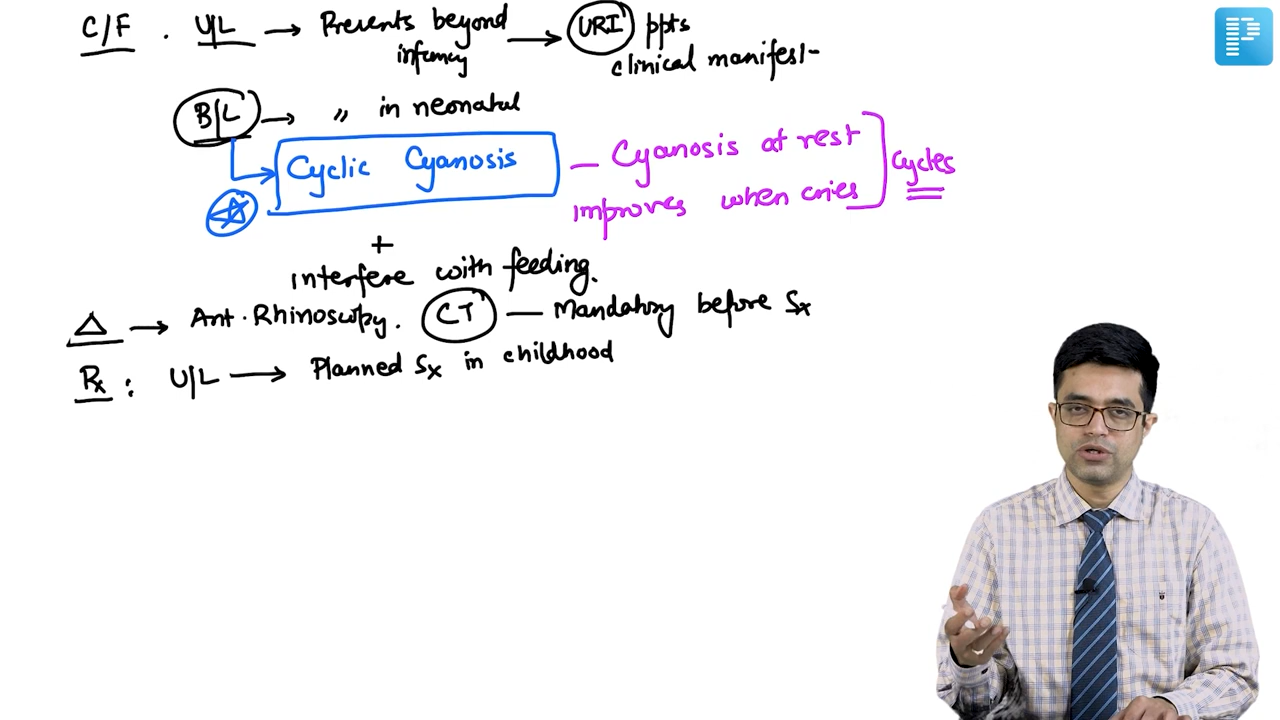 C/F . U/L → Presents beyond infancy → URI ppts clinical manifest-
B/L → " in neonatal
Cyclic Cyanosis – Cyanosis at rest improves when cries ] cycles
+
interfere with feeding.
△ → Ant. Rhinoscopy. CT — Mandatory before Sx
Rx : U/L → Planned Sx in childhood
P